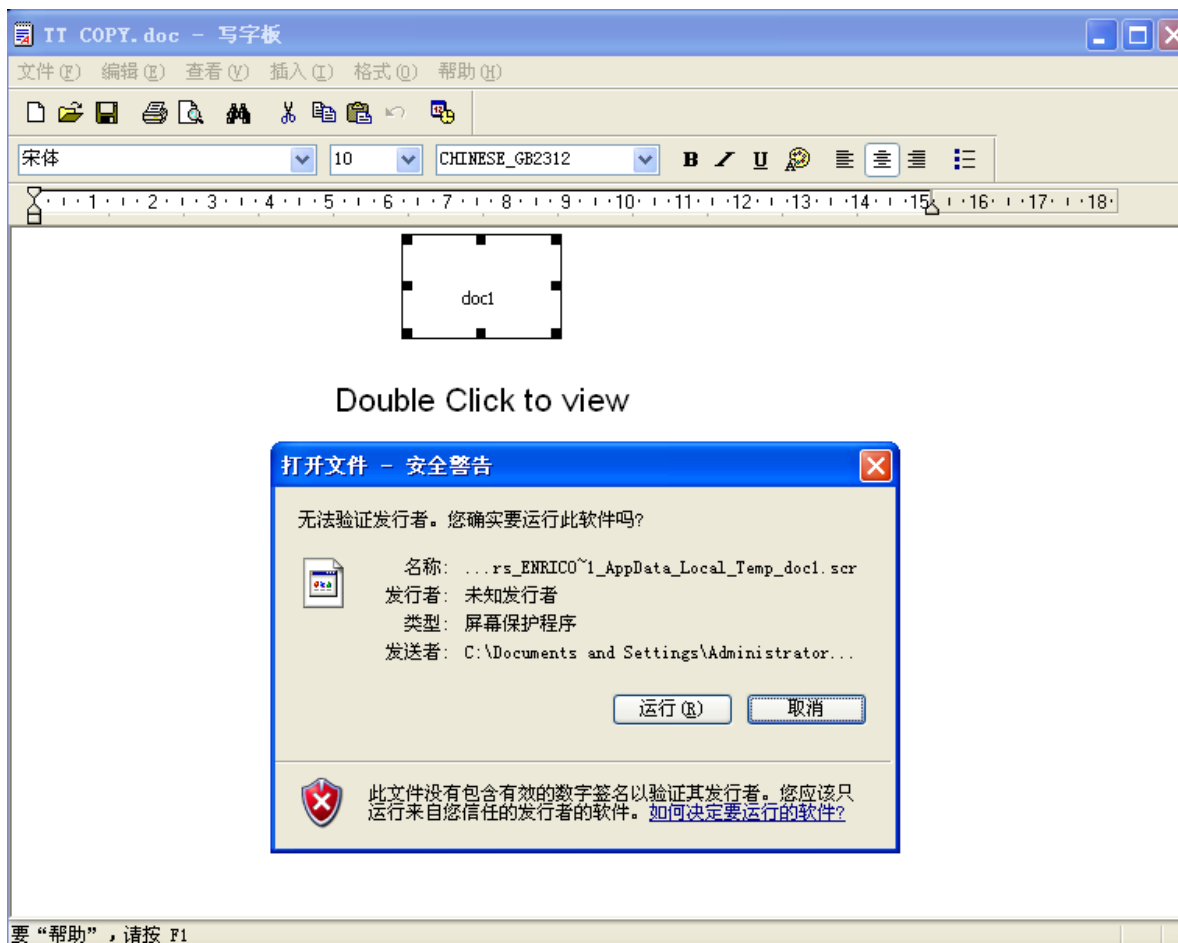 TT COPY.doc - 写字板
文件(F) 编辑(E) 查看(V) 插入(I) 格式(O) 帮助(H)
宋体 10 CHINESE_GB2312 B U
1 2 3 4 5 6 7 8 9 10 11 12 13 14 15 16 17 18
doc1
Double Click to view
打开文件 - 安全警告
无法验证发行者。您确实要运行此软件吗?
名称: ...rs_ENRICO~1_AppData_Local_Temp_doc1.scr
发行者: 未知发行者
类型: 屏幕保护程序
发送者: C:\Documents and Settings\Administrator...
运行(R) 取消
此文件没有包含有效的数字签名以验证其发行者。您应该只
运行来自您信任的发行者的软件。如何决定要运行的软件?
要“帮助”,请按 F1